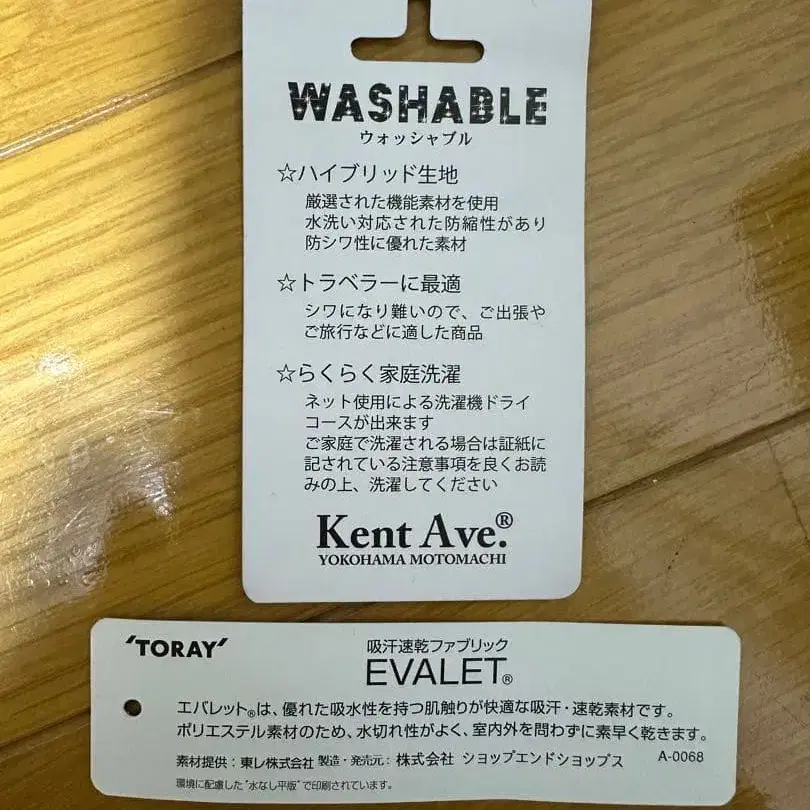 WASHABLE
ウォッシャブル
☆ハイブリッド生地
厳選された機能素材を使用
水洗い対応された防縮性があり
防シワ性に優れた素材
☆トラベラーに最適
シワになり難いので、ご出張や
ご旅行などに適した商品
☆らくらく家庭洗濯
ネット使用による洗濯機ドライ
コースが出来ます
ご家庭で洗濯される場合は証紙に
記されている注意事項を良くお読
みの上、洗濯してください
Kent Ave.®
YOKOHAMA MOTOMACHI
'TORAY'
吸汗速乾ファブリック
EVALET®
エバレット®は、優れた吸水性を持つ肌触りが快適な吸汗・速乾素材です。
ポリエステル素材のため、水切れ性がよく、室内外を問わずに素早く乾きます。
素材提供：東レ株式会社 製造・発売元：株式会社 ショップエンドショップス A-0068
環境に配慮した"水なし平版"で印刷されています。